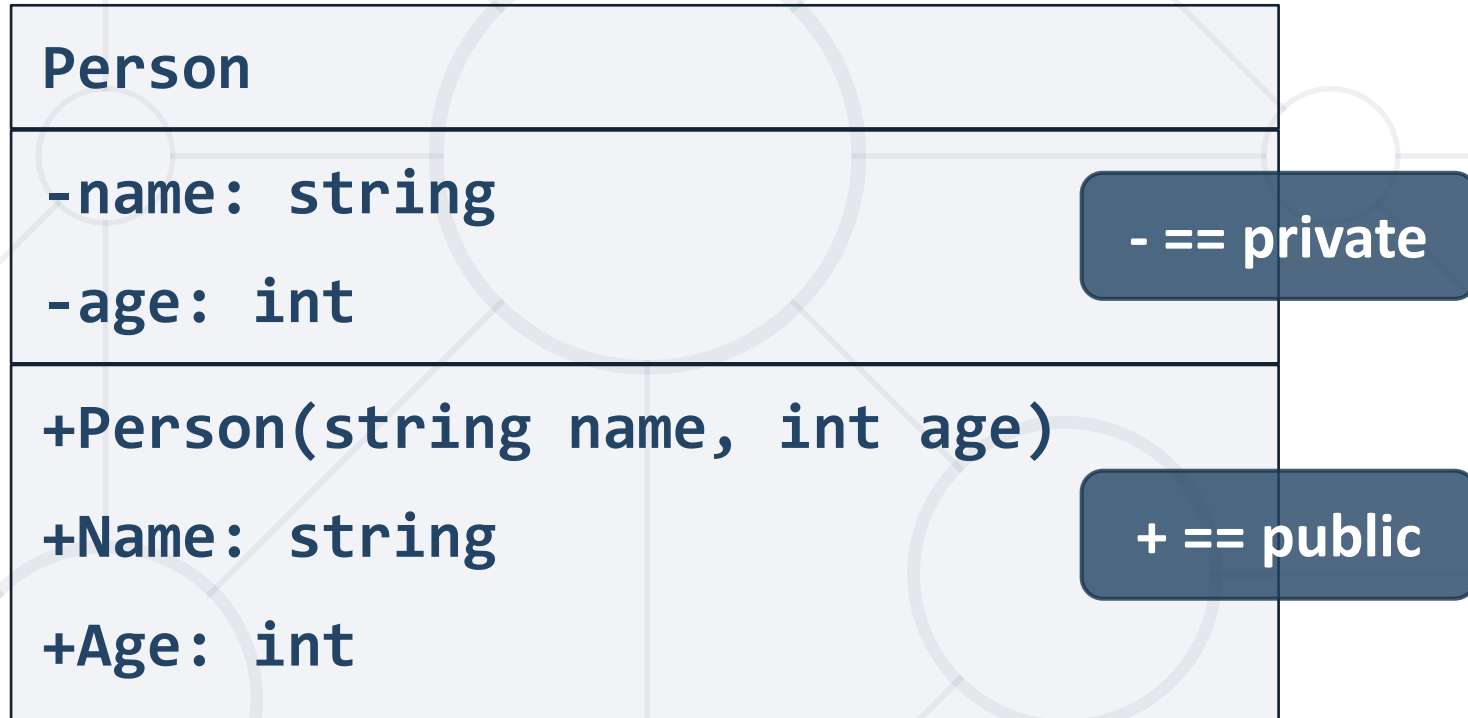 Person
-name: string
-age: int
- == private
+Person(string name, int age)
+Name: string
+Age: int
+ == public